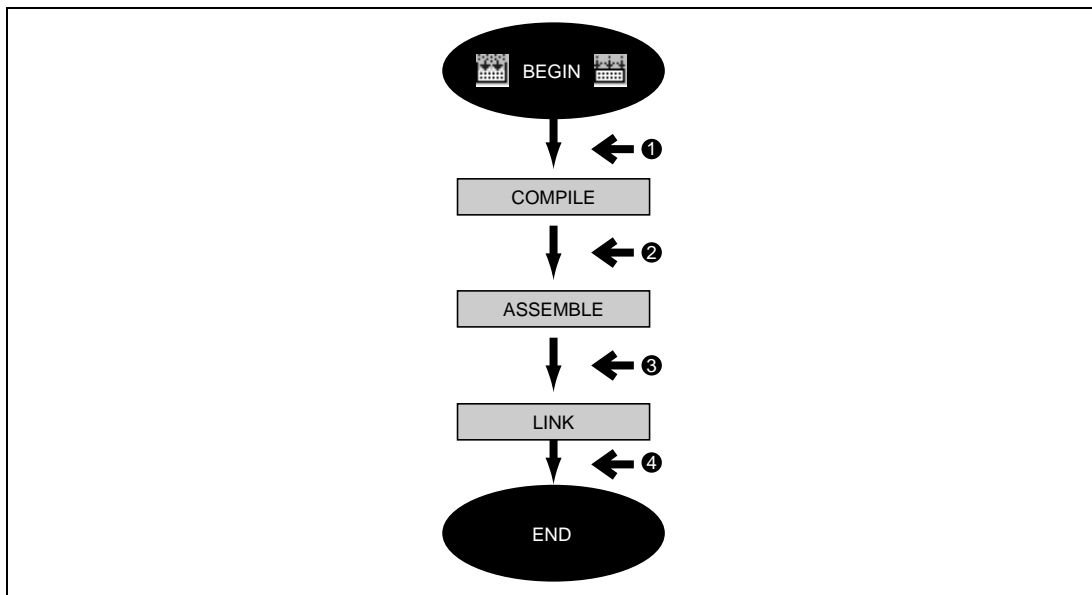 BEGIN
❶
COMPILE
❷
ASSEMBLE
❸
LINK
❹
END